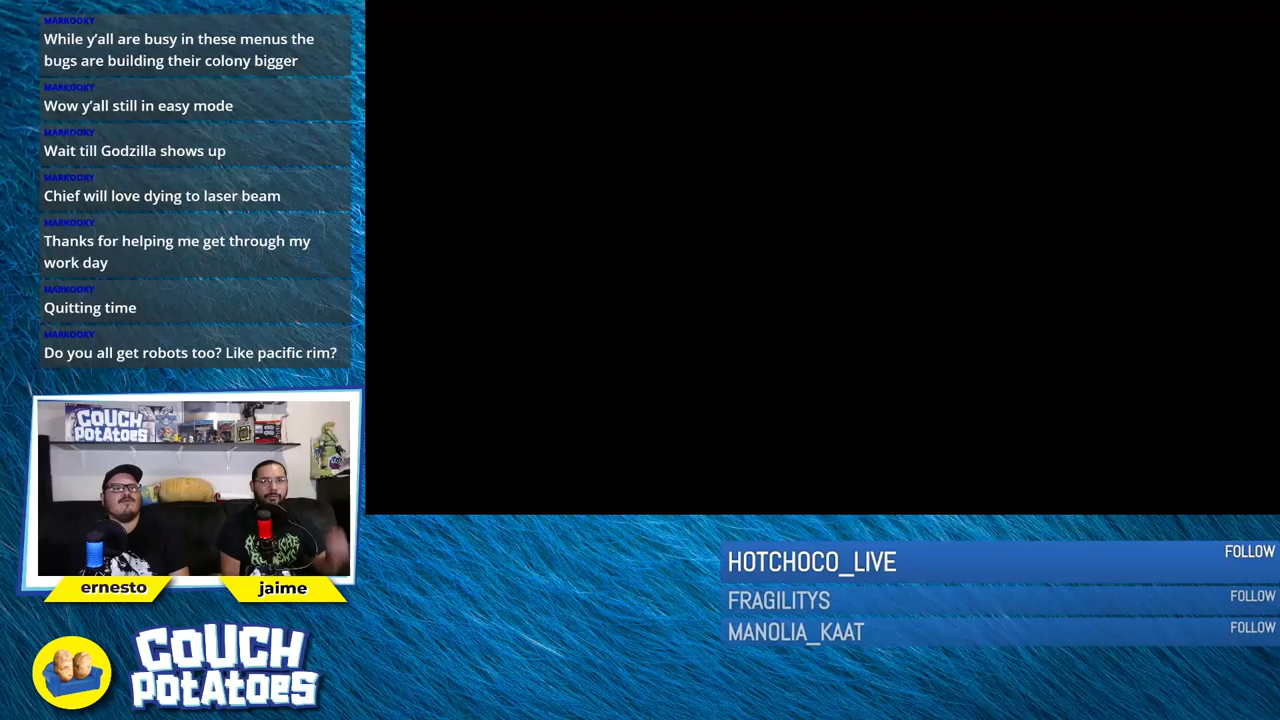 MARKOOKY
While y'all are busy in these menus the
bugs are building their colony bigger
MARKOOKY
Wow y'all still in easy mode
MARKOOKY
Wait till Godzilla shows up
MARKOOKY
Chief will love dying to laser beam
MARKOOKY
Thanks for helping me get through my
work day
MARKOOKY
Quitting time
MARKOOKY
Do you all get robots too? Like pacific rim?
COUCH
POTATOES
ernesto
jaime
COUCH
POTATOES
HOTCHOCO_LIVE FOLLOW
FRAGILITYS FOLLOW
MANOLIA_KAAT FOLLOW